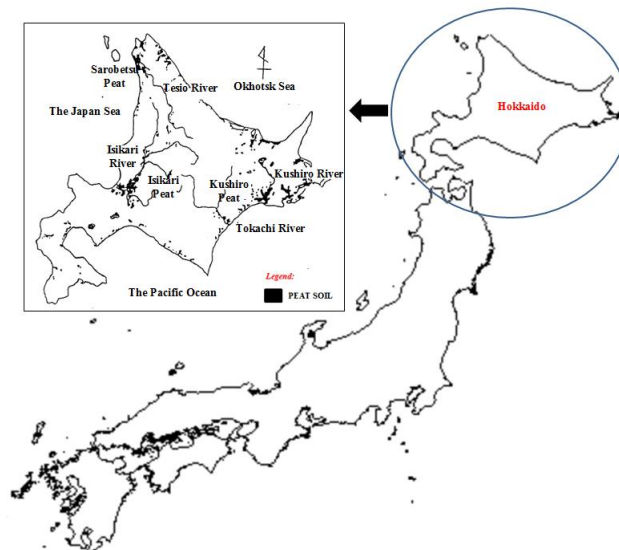 Sarobetsu
Peat
Tesio River
Okhotsk Sea
The Japan Sea
Isikari
River
Isikari
Peat
Kushiro
Peat
Kushiro River
Tokachi River
The Pacific Ocean
Legend:
PEAT SOIL
Hokkaido